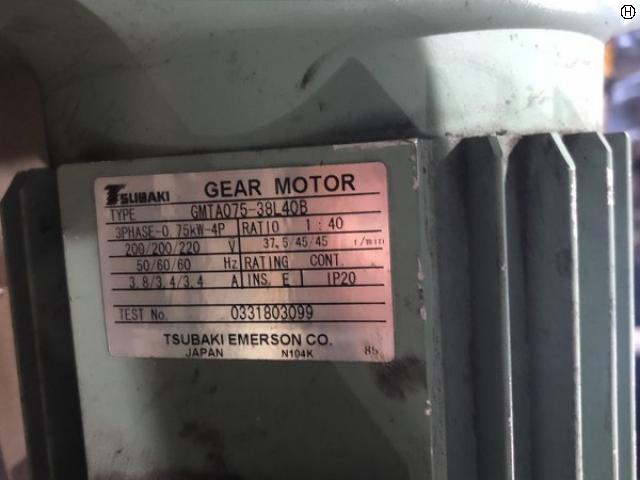 TSUBAKI GEAR MOTOR
TYPE GMTA075-38L40B
3PHASE-0.75kW-4P RATIO 1:40
200/200/220 V 37.5/45/45 r/min
50/60/60 Hz RATING CONT.
3.8/3.4/3.4 A INS. E IP20
TEST No. 0331803099
TSUBAKI EMERSON CO.
JAPAN N104K 85
H